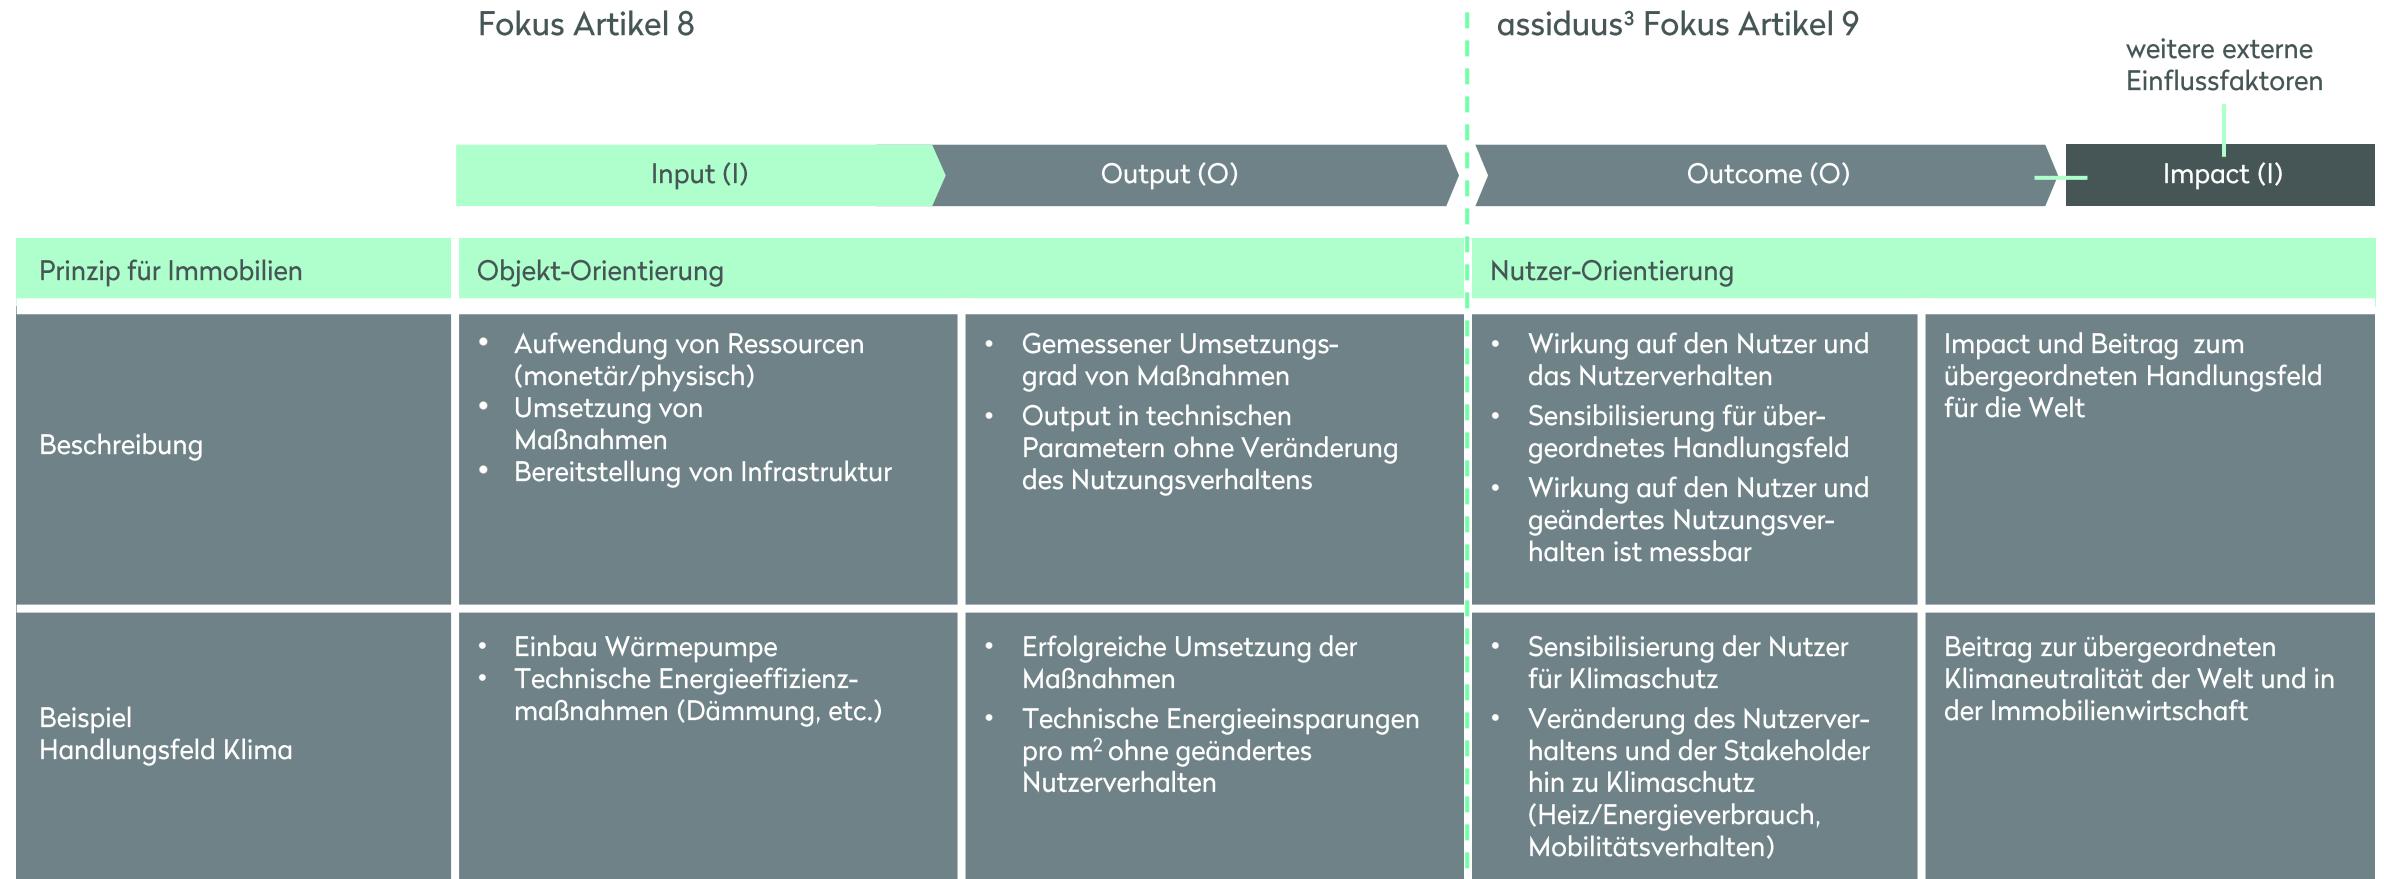 Fokus Artikel 8
assiduus³ Fokus Artikel 9
weitere externe
Einflussfaktoren
Input (I)
Output (O)
Outcome (O)
Impact (I)
Prinzip für Immobilien
Objekt-Orientierung
Nutzer-Orientierung
Beschreibung
• Aufwendung von Ressourcen
(monetär/physisch)
• Umsetzung von
Maßnahmen
• Bereitstellung von Infrastruktur
• Gemessener Umsetzungs-
grad von Maßnahmen
• Output in technischen
Parametern ohne Veränderung
des Nutzungsverhaltens
• Wirkung auf den Nutzer und
das Nutzerverhalten
• Sensibilisierung für über-
geordnetes Handlungsfeld
• Wirkung auf den Nutzer und
geändertes Nutzungsver-
halten ist messbar
Impact und Beitrag zum
übergeordneten Handlungsfeld
für die Welt
Beispiel
Handlungsfeld Klima
• Einbau Wärmepumpe
• Technische Energieeffizienz-
maßnahmen (Dämmung, etc.)
• Erfolgreiche Umsetzung der
Maßnahmen
• Technische Energieeinsparungen
pro m² ohne geändertes
Nutzerverhalten
• Sensibilisierung der Nutzer
für Klimaschutz
• Veränderung des Nutzerver-
haltens und der Stakeholder
hin zu Klimaschutz
(Heiz/Energieverbrauch,
Mobilitätsverhalten)
Beitrag zur übergeordneten
Klimaneutralität der Welt und in
der Immobilienwirtschaft